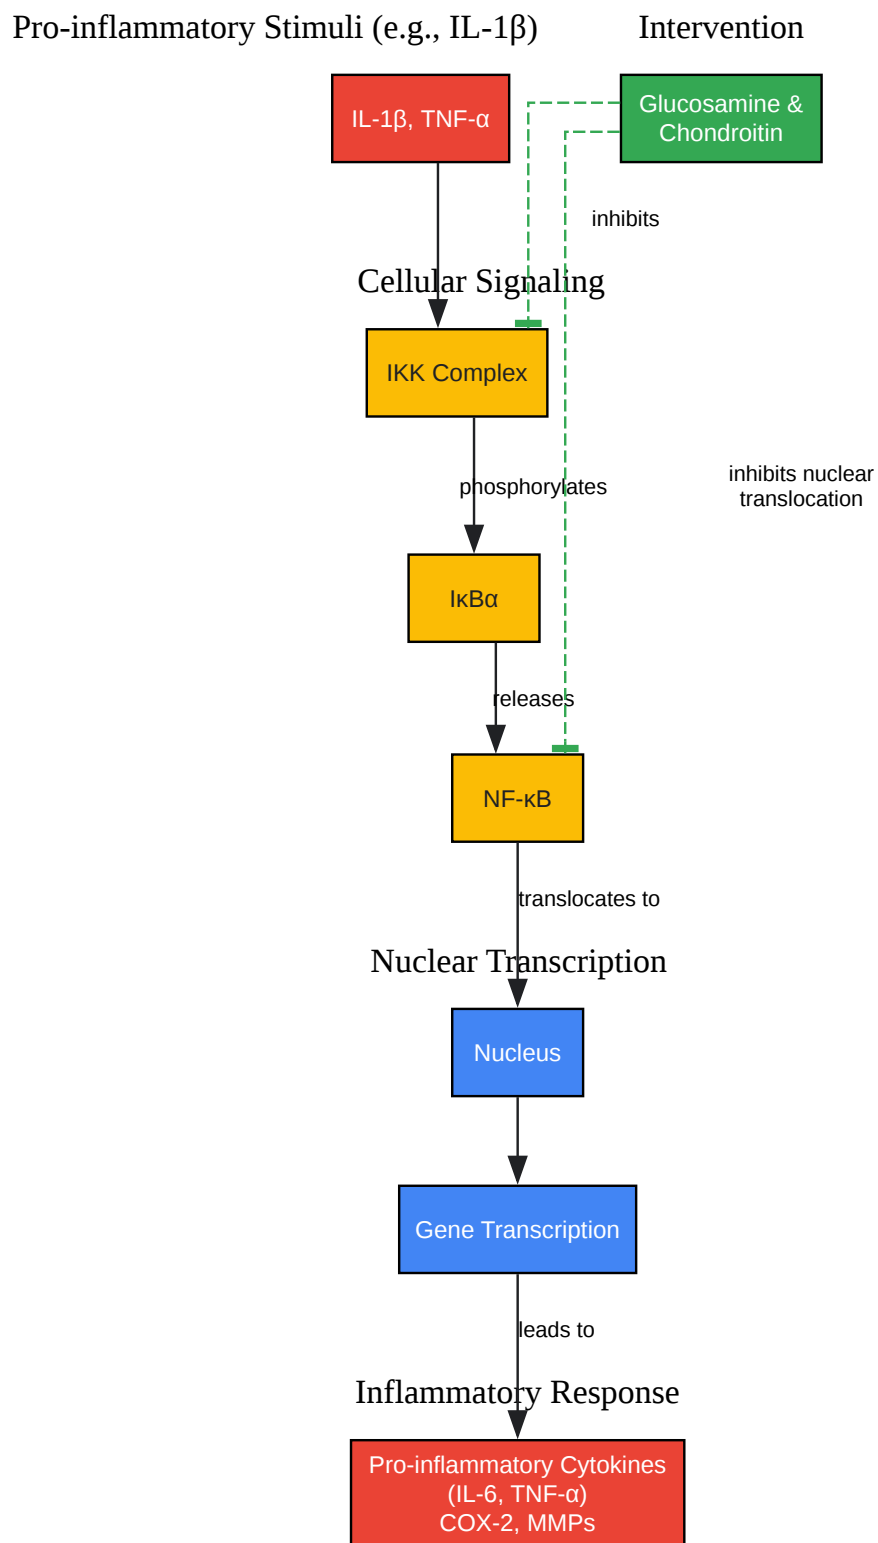 Pro-inflammatory Stimuli (e.g., IL-1β)
Intervention
IL-1β, TNF-α
Glucosamine &
Chondroitin
inhibits
Cellular Signaling
IKK Complex
inhibits nuclear
translocation
phosphorylates
IκBα
releases
NF-κB
translocates to
Nuclear Transcription
Nucleus
Gene Transcription
leads to
Inflammatory Response
Pro-inflammatory Cytokines
(IL-6, TNF-α)
COX-2, MMPs